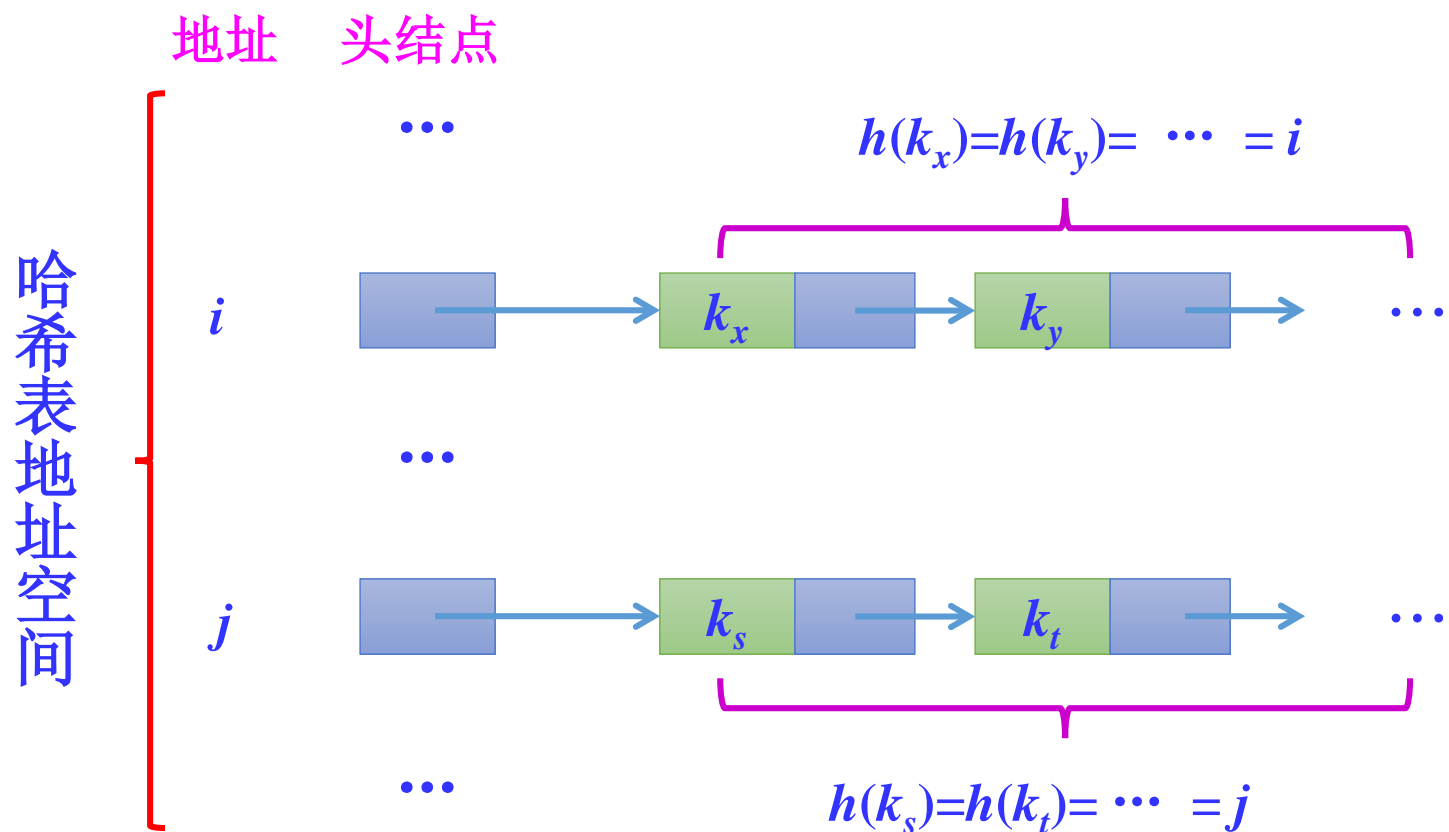 地址 头结点
...
h(kx)=h(ky)= ... = i
i
kx
ky
...
...
j
ks
kt
...
...
h(ks)=h(kt)= ... = j
哈希表地址空间